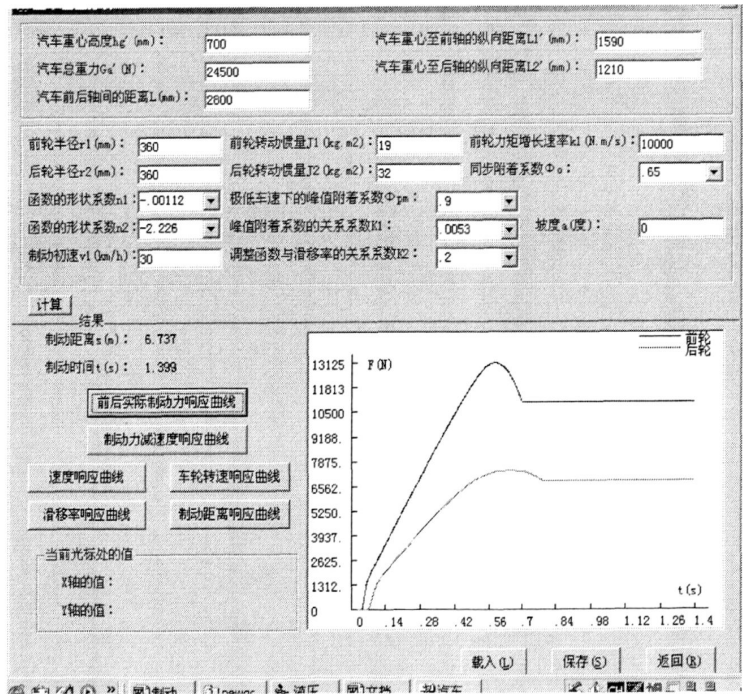 汽车重心高度hg′(mm)： 700 汽车重心至前轴的纵向距离L1′(mm)： 1590
汽车总重力Ga′(N)： 24500 汽车重心至后轴的纵向距离L2′(mm)： 1210
汽车前后轴间的距离L(mm)： 2800
前轮半径r1(mm)： 360 前轮转动惯量J1(kg.m2)： 19 前轮力矩增长速率k1(N.m/s)： 10000
后轮半径r2(mm)： 360 后轮转动惯量J2(kg.m2)： 32 同步附着系数Φo： .65
函数的形状系数n1： -.00112 极低车速下的峰值附着系数Φpm： .9
函数的形状系数n2： -2.226 峰值附着系数的关系系数K1： .0053 坡度a(度)： 0
制动初速v1(km/h)： 30 调整函数与滑移率的关系系数K2： .2
计算
结果
制动距离s(m)： 6.737
制动时间t(s)： 1.399
前后实际制动力响应曲线
制动力减速度响应曲线
速度响应曲线 车轮转速响应曲线
滑移率响应曲线 制动距离响应曲线
当前光标处的值
X轴的值：
Y轴的值：
前轮
后轮
F(N)
13125
11813
10500
9188.
7875.
6562.
5250.
3937.
2625.
1312.
0
t(s)
0 .14 .28 .42 .56 .7 .84 .98 1.12 1.26 1.4
载入(L) 保存(S) 返回(R)
制动 液压 文档 汽车